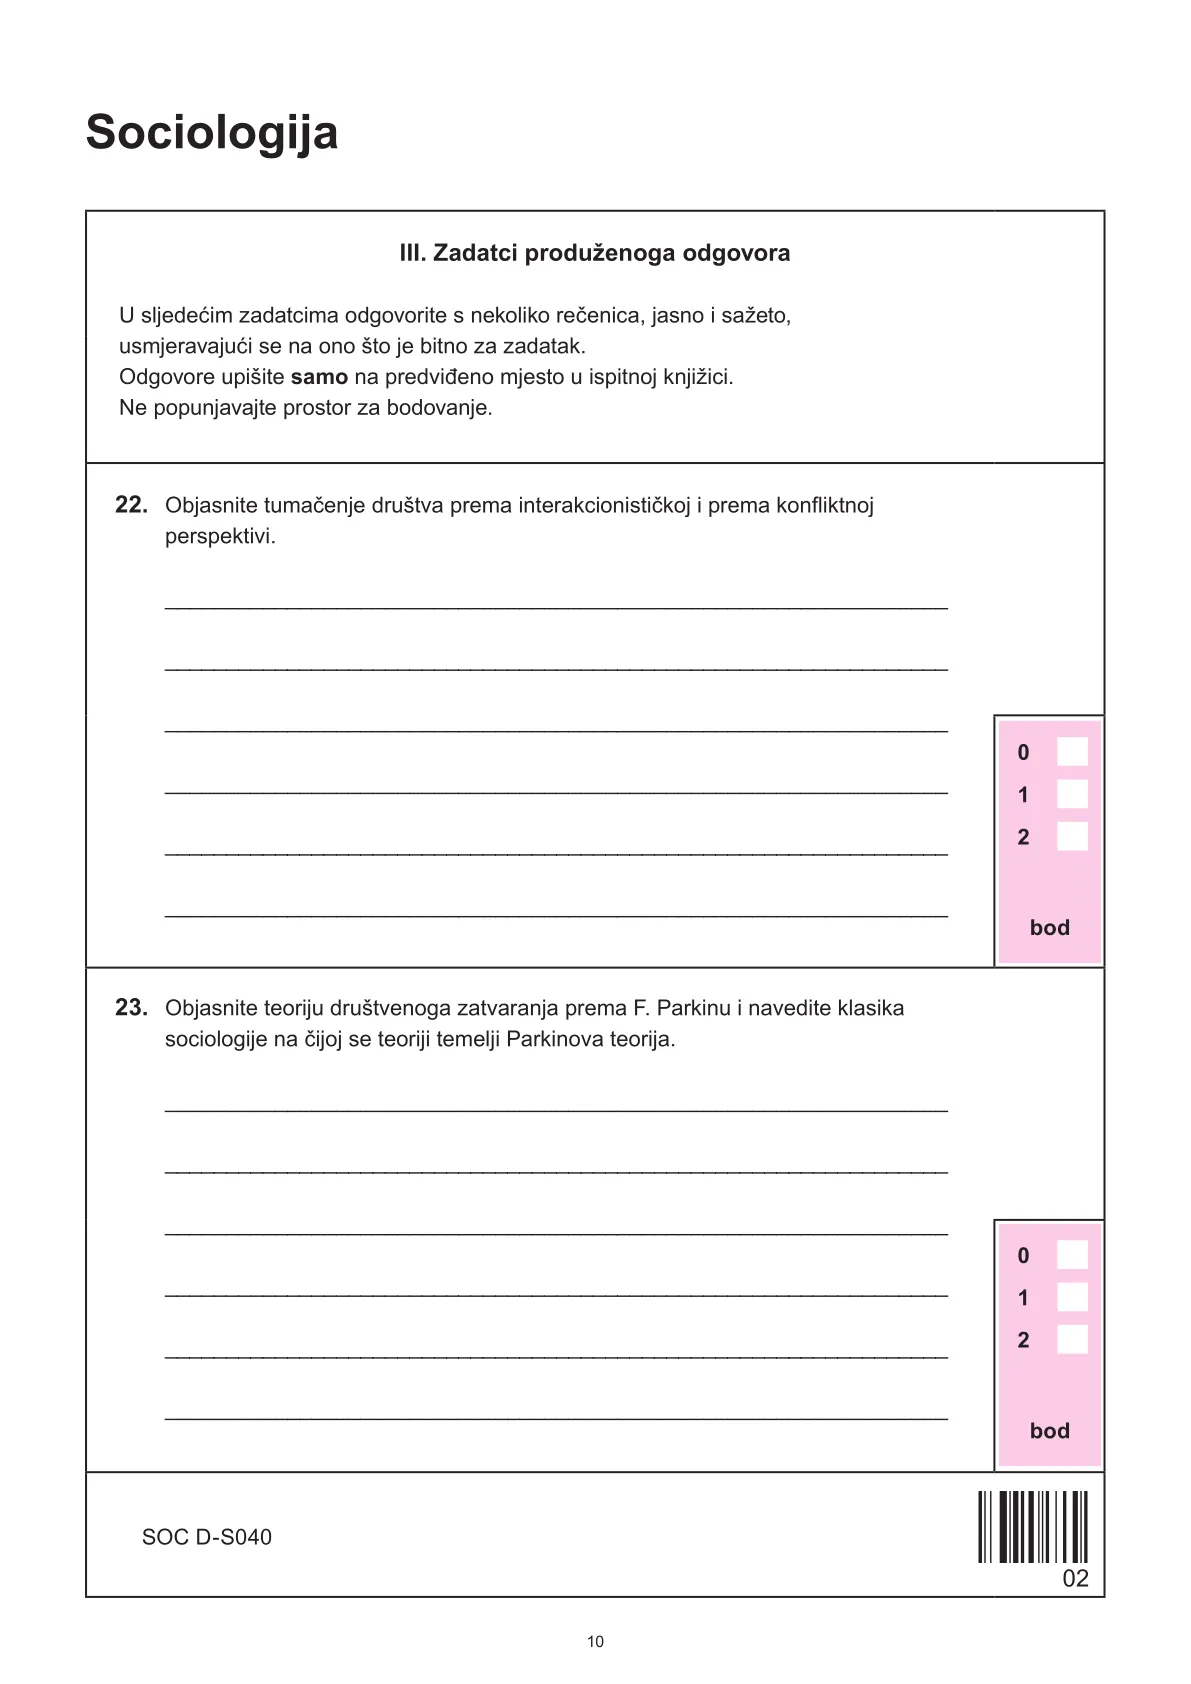 Sociologija
III. Zadatci produženoga odgovora
U sljedećim zadatcima odgovorite s nekoliko rečenica, jasno i sažeto,
usmjeravajući se na ono što je bitno za zadatak.
Odgovore upišite samo na predviđeno mjesto u ispitnoj knjižici.
Ne popunjavajte prostor za bodovanje.
22. Objasnite tumačenje društva prema interakcionističkoj i prema konfliktnoj
perspektivi.
0
1
2
bod
23. Objasnite teoriju društvenoga zatvaranja prema F. Parkinu i navedite klasika
sociologije na čijoj se teoriji temelji Parkinova teorija.
0
1
2
bod
SOC D-S040
02
10